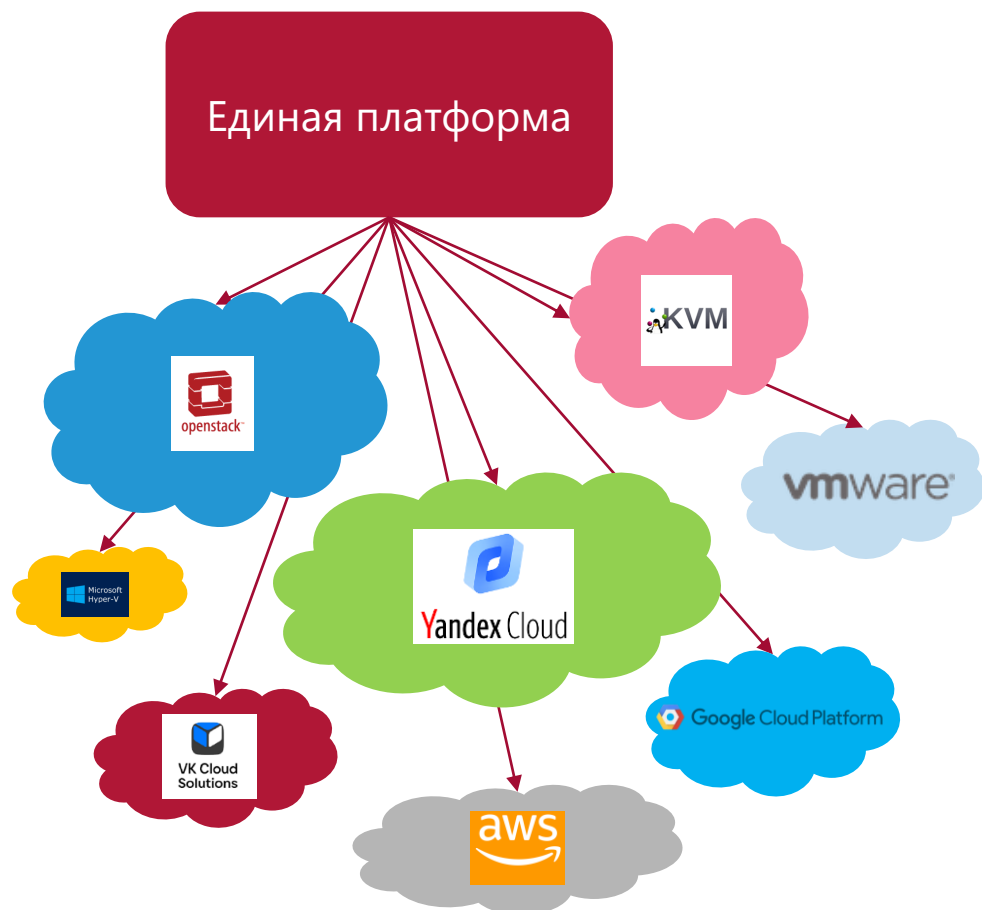 Единая платформа
KVM
openstack
vmware
Microsoft
Hyper-V
Yandex Cloud
VK Cloud
Solutions
Google Cloud Platform
aws